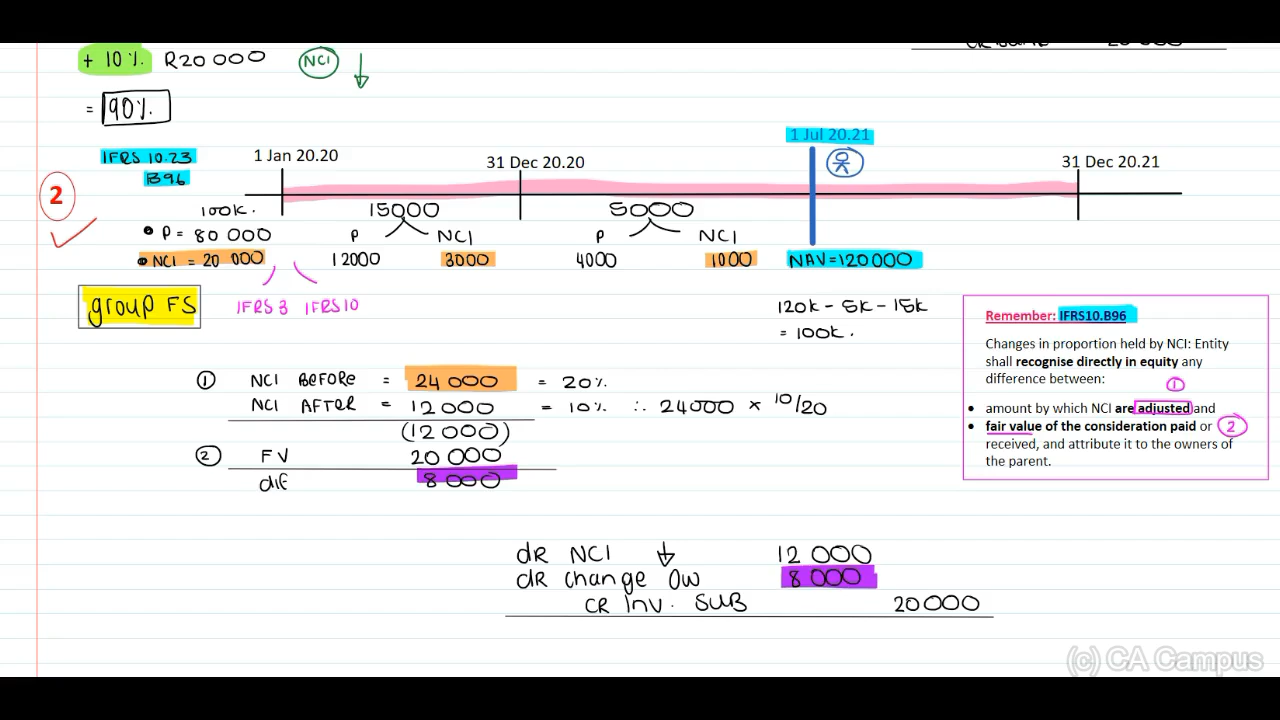 + 10% R20 000 NCI ↓
= 90%.
1 Jul 20.21
IFRS 10.23
B96
1 Jan 20.20
31 Dec 20.20
31 Dec 20.21
2
100k.
15000
5000
• P = 80 000
P NCI
P NCI
• NCI = 20 000
12000 3000
4000 1000
NAV = 120000
group FS
IFRS 3 IFRS 10
120k - 5k - 15k
= 100k.
Remember: IFRS10.B96
Changes in proportion held by NCI: Entity
shall recognise directly in equity any
difference between:
1
• amount by which NCI are adjusted and
• fair value of the consideration paid or 2
received, and attribute it to the owners of
the parent.
1 NCI BEFORE = 24 000 = 20%
NCI AFTER = 12 000 = 10% ∴ 24000 × 10/20
(12 000)
2 FV 20 000
dif 8 000
dR NCI ↓ 12 000
dR change OW 8 000
CR Inv. SUB 20 000
(c) CA Campus